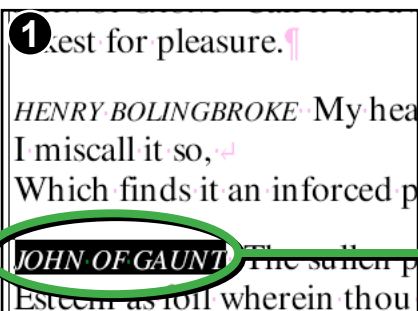 1
kest for pleasure.¶
HENRY BOLINGBROKE My hea
I miscall it so, ↵
Which finds it an inforced p
JOHN OF GAUNT The sullen p
Esteem as foil wherein thou